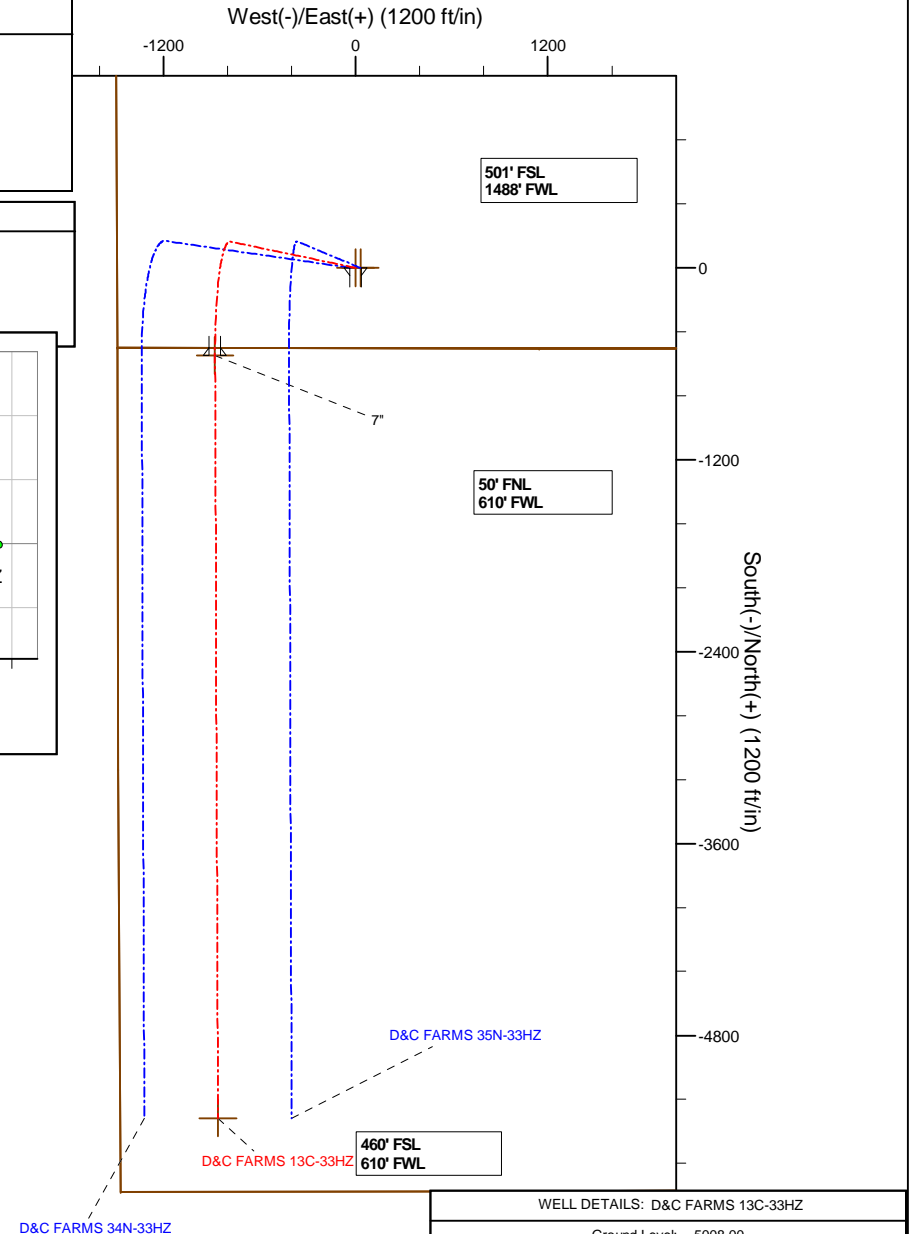 West(-)/East(+) (1200 ft/in)
-1200
0
1200
501' FSL
1488' FWL
0
7"
-1200
50' FNL
610' FWL
South(-)/North(+) (1200 ft/in)
-2400
-3600
-4800
D&C FARMS 35N-33HZ
460' FSL
610' FWL
D&C FARMS 13C-33HZ
D&C FARMS 34N-33HZ
WELL DETAILS: D&C FARMS 13C-33HZ